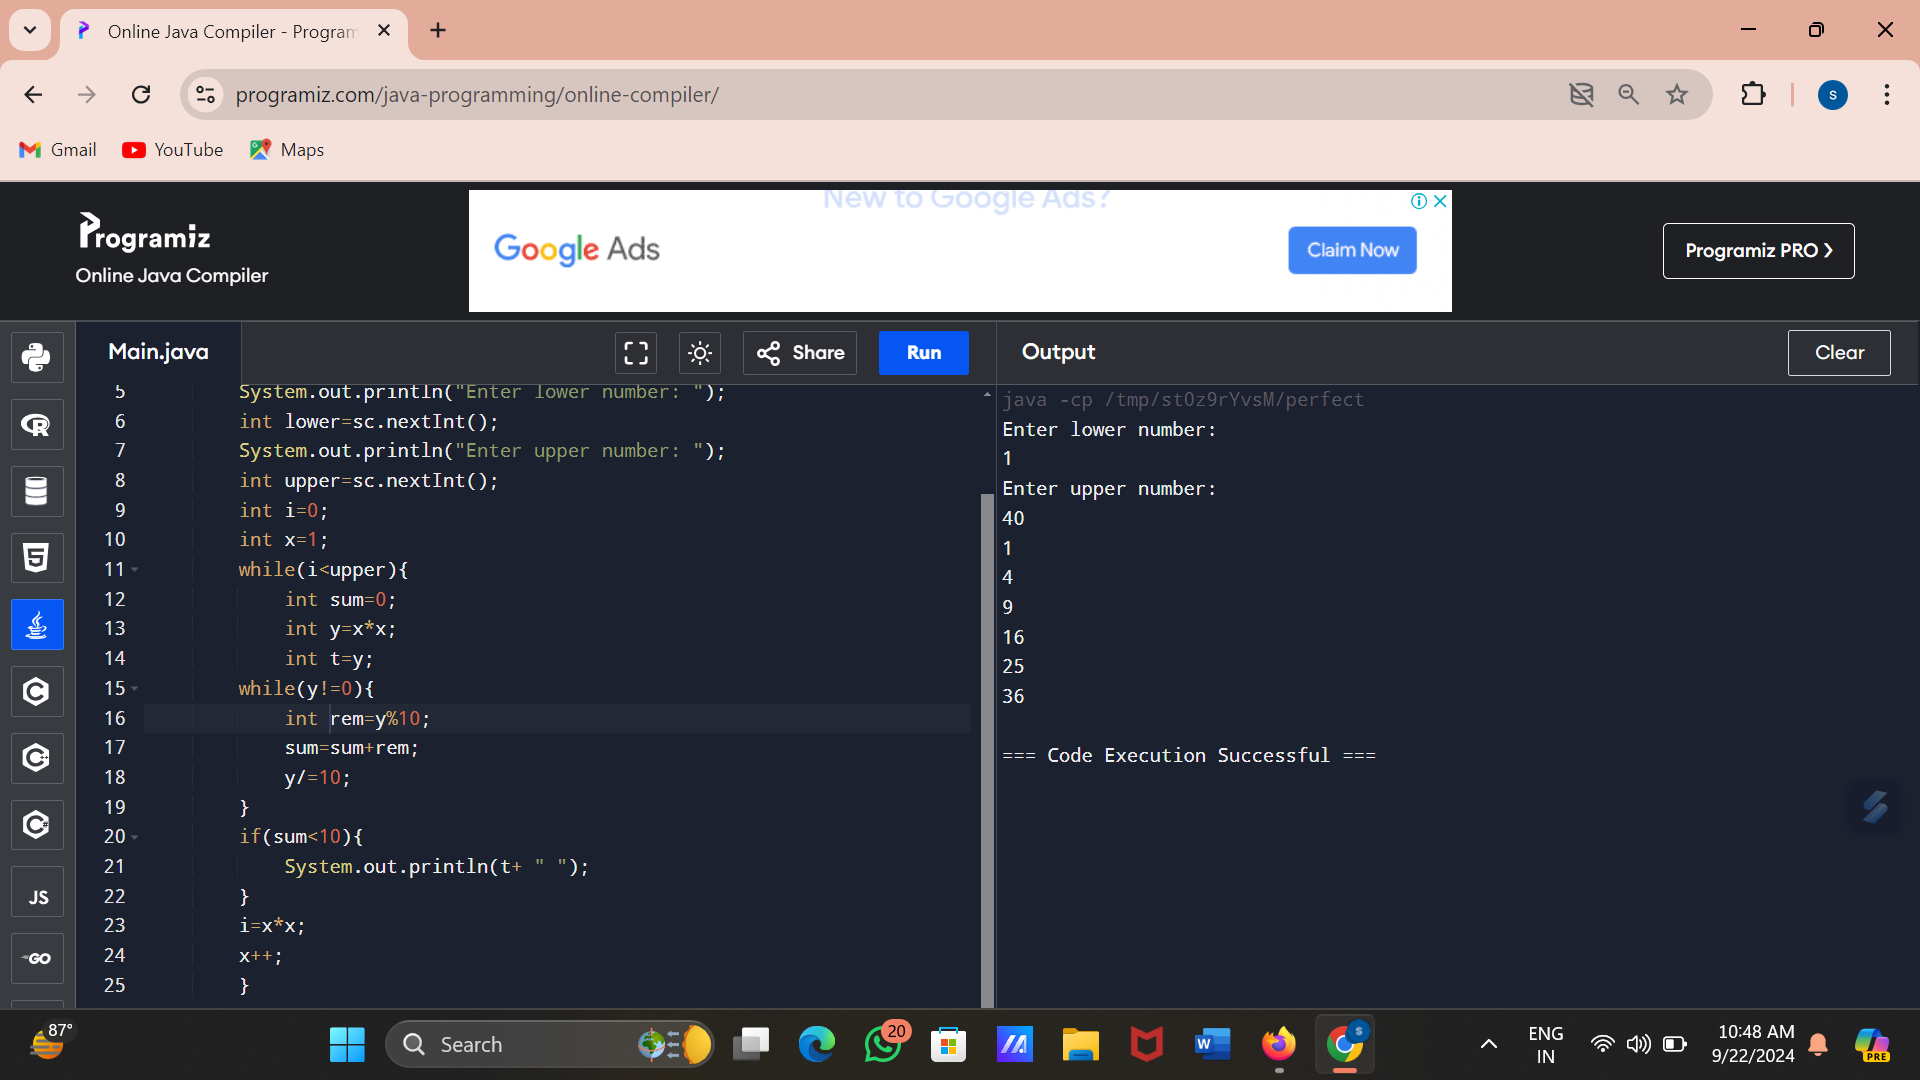 Online Java Compiler - Program
programiz.com/java-programming/online-compiler/
s
Gmail YouTube Maps
New to Google Ads?
Programiz
Online Java Compiler
Google Ads
Claim Now
Programiz PRO ❯
Main.java
Share
Run
Output
Clear
5 System.out.println("Enter lower number: ");
6 int lower=sc.nextInt();
7 System.out.println("Enter upper number: ");
8 int upper=sc.nextInt();
9 int i=0;
10 int x=1;
11 while(i<upper){
12 int sum=0;
13 int y=x*x;
14 int t=y;
15 while(y!=0){
16 int rem=y%10;
17 sum=sum+rem;
18 y/=10;
19 }
20 if(sum<10){
21 System.out.println(t+ " ");
22 }
23 i=x*x;
24 x++;
25 }
java -cp /tmp/stOz9rYvsM/perfect
Enter lower number:
1
Enter upper number:
40
1
4
9
16
25
36
=== Code Execution Successful ===
R
5
C
C++
C#
JS
GO
87°
Search
20
W
S
ENG
IN
10:48 AM
9/22/2024
PRE